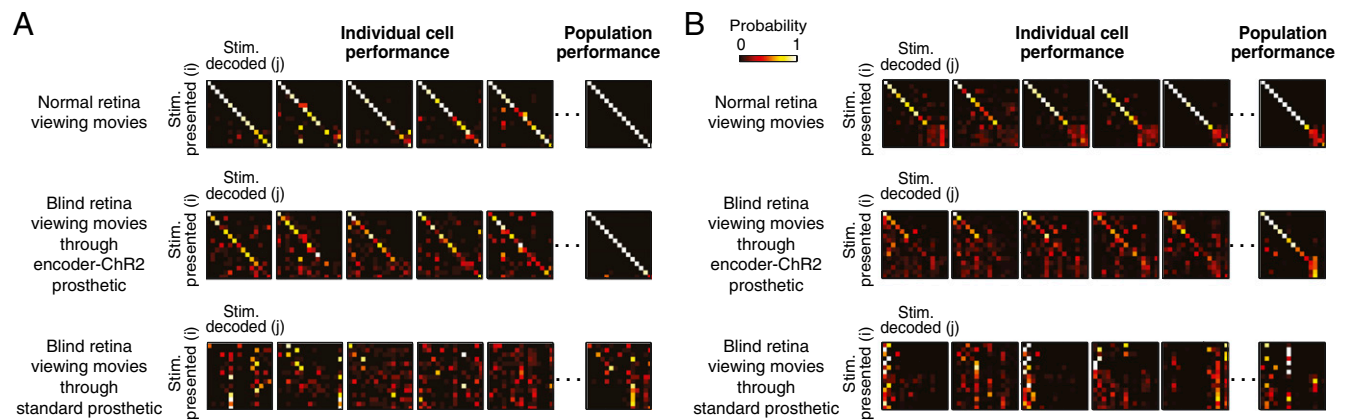 A
Stim.
decoded (j)
Individual cell
performance
Population
performance
Normal retina
viewing movies
Stim.
presented (i)
. . .
Stim.
decoded (j)
Blind retina
viewing movies
through
encoder-ChR2
prosthetic
Stim.
presented (i)
. . .
Stim.
decoded (j)
Blind retina
viewing movies
through
standard prosthetic
Stim.
presented (i)
. . .
B
Probability
0 1
Stim.
decoded (j)
Individual cell
performance
Population
performance
Normal retina
viewing movies
Stim.
presented (i)
. . .
Stim.
decoded (j)
Blind retina
viewing movies
through
encoder-ChR2
prosthetic
Stim.
presented (i)
. . .
Stim.
decoded (j)
Blind retina
viewing movies
through
standard prosthetic
Stim.
presented (i)
. . .